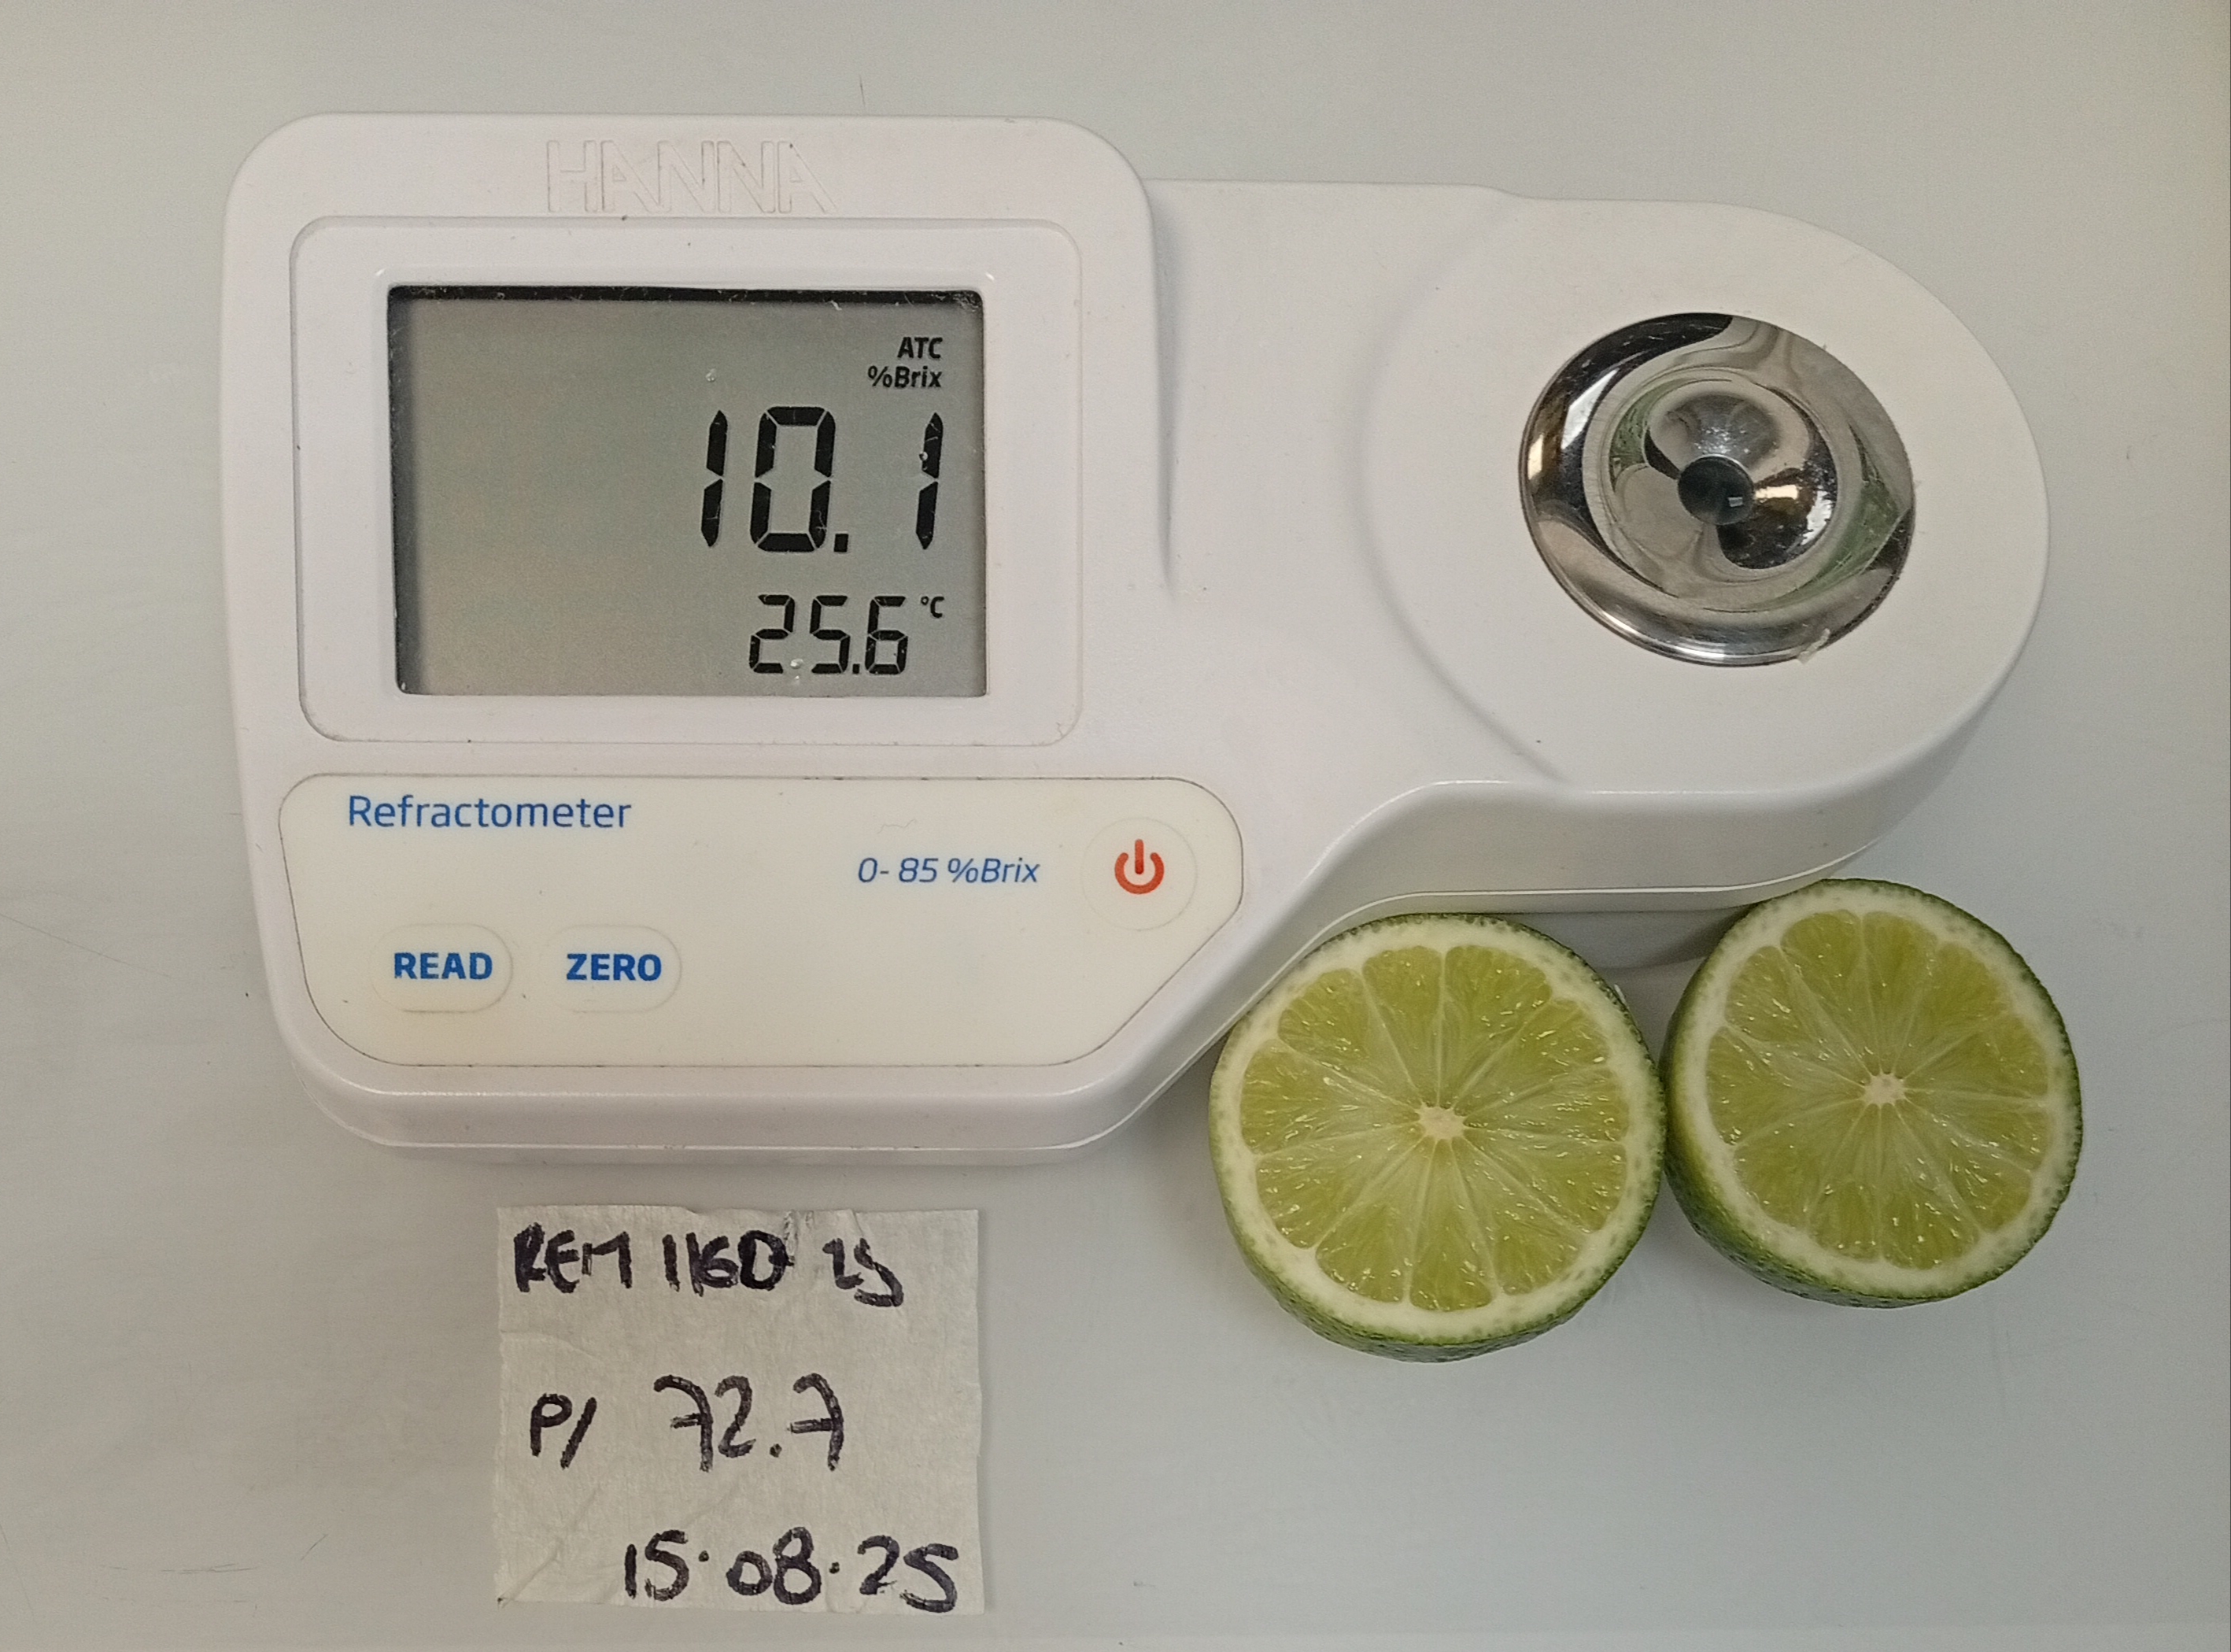 HANNA
ATC
%Brix
10.1
25.6 °C
Refractometer
0-85 %Brix
READ ZERO
REM 1160 25
P/ 72.7
15.08.25